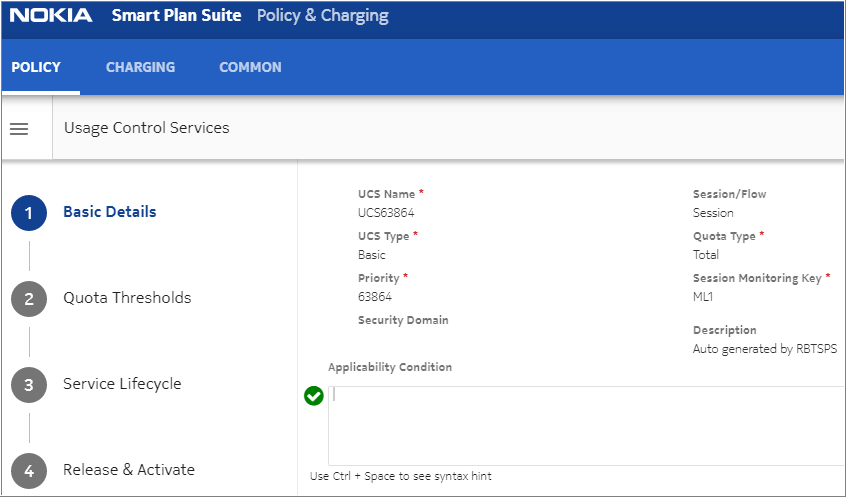 NOKIA Smart Plan Suite Policy & Charging
POLICY CHARGING COMMON
Usage Control Services
1 Basic Details
2 Quota Thresholds
3 Service Lifecycle
4 Release & Activate
UCS Name *
UCS63864
UCS Type *
Basic
Priority *
63864
Security Domain
Session/Flow
Session
Quota Type *
Total
Session Monitoring Key *
ML1
Description
Auto generated by RBTSPS
Applicability Condition
Use Ctrl + Space to see syntax hint